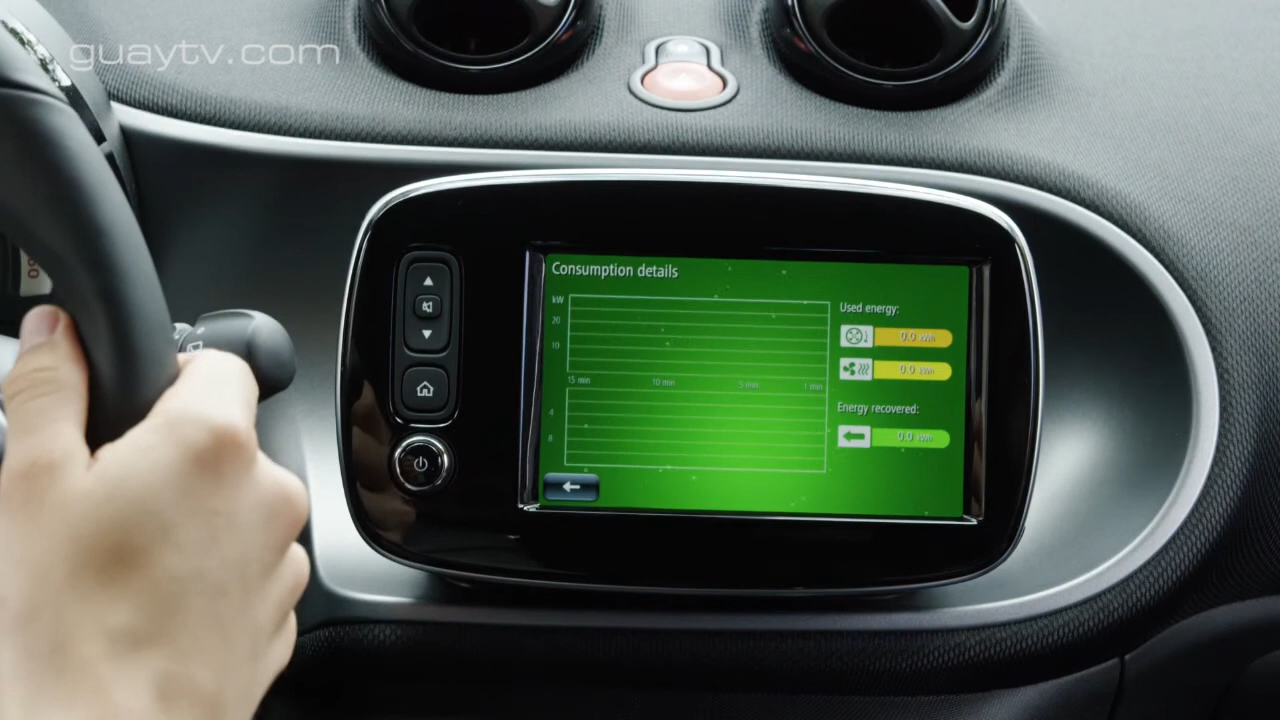 guaytv.com
Consumption details
kW
20
10
15 min
10 min
5 min
1 min
4
8
Used energy:
0.0 kWh
0.0 kWh
Energy recovered:
0.0 kWh